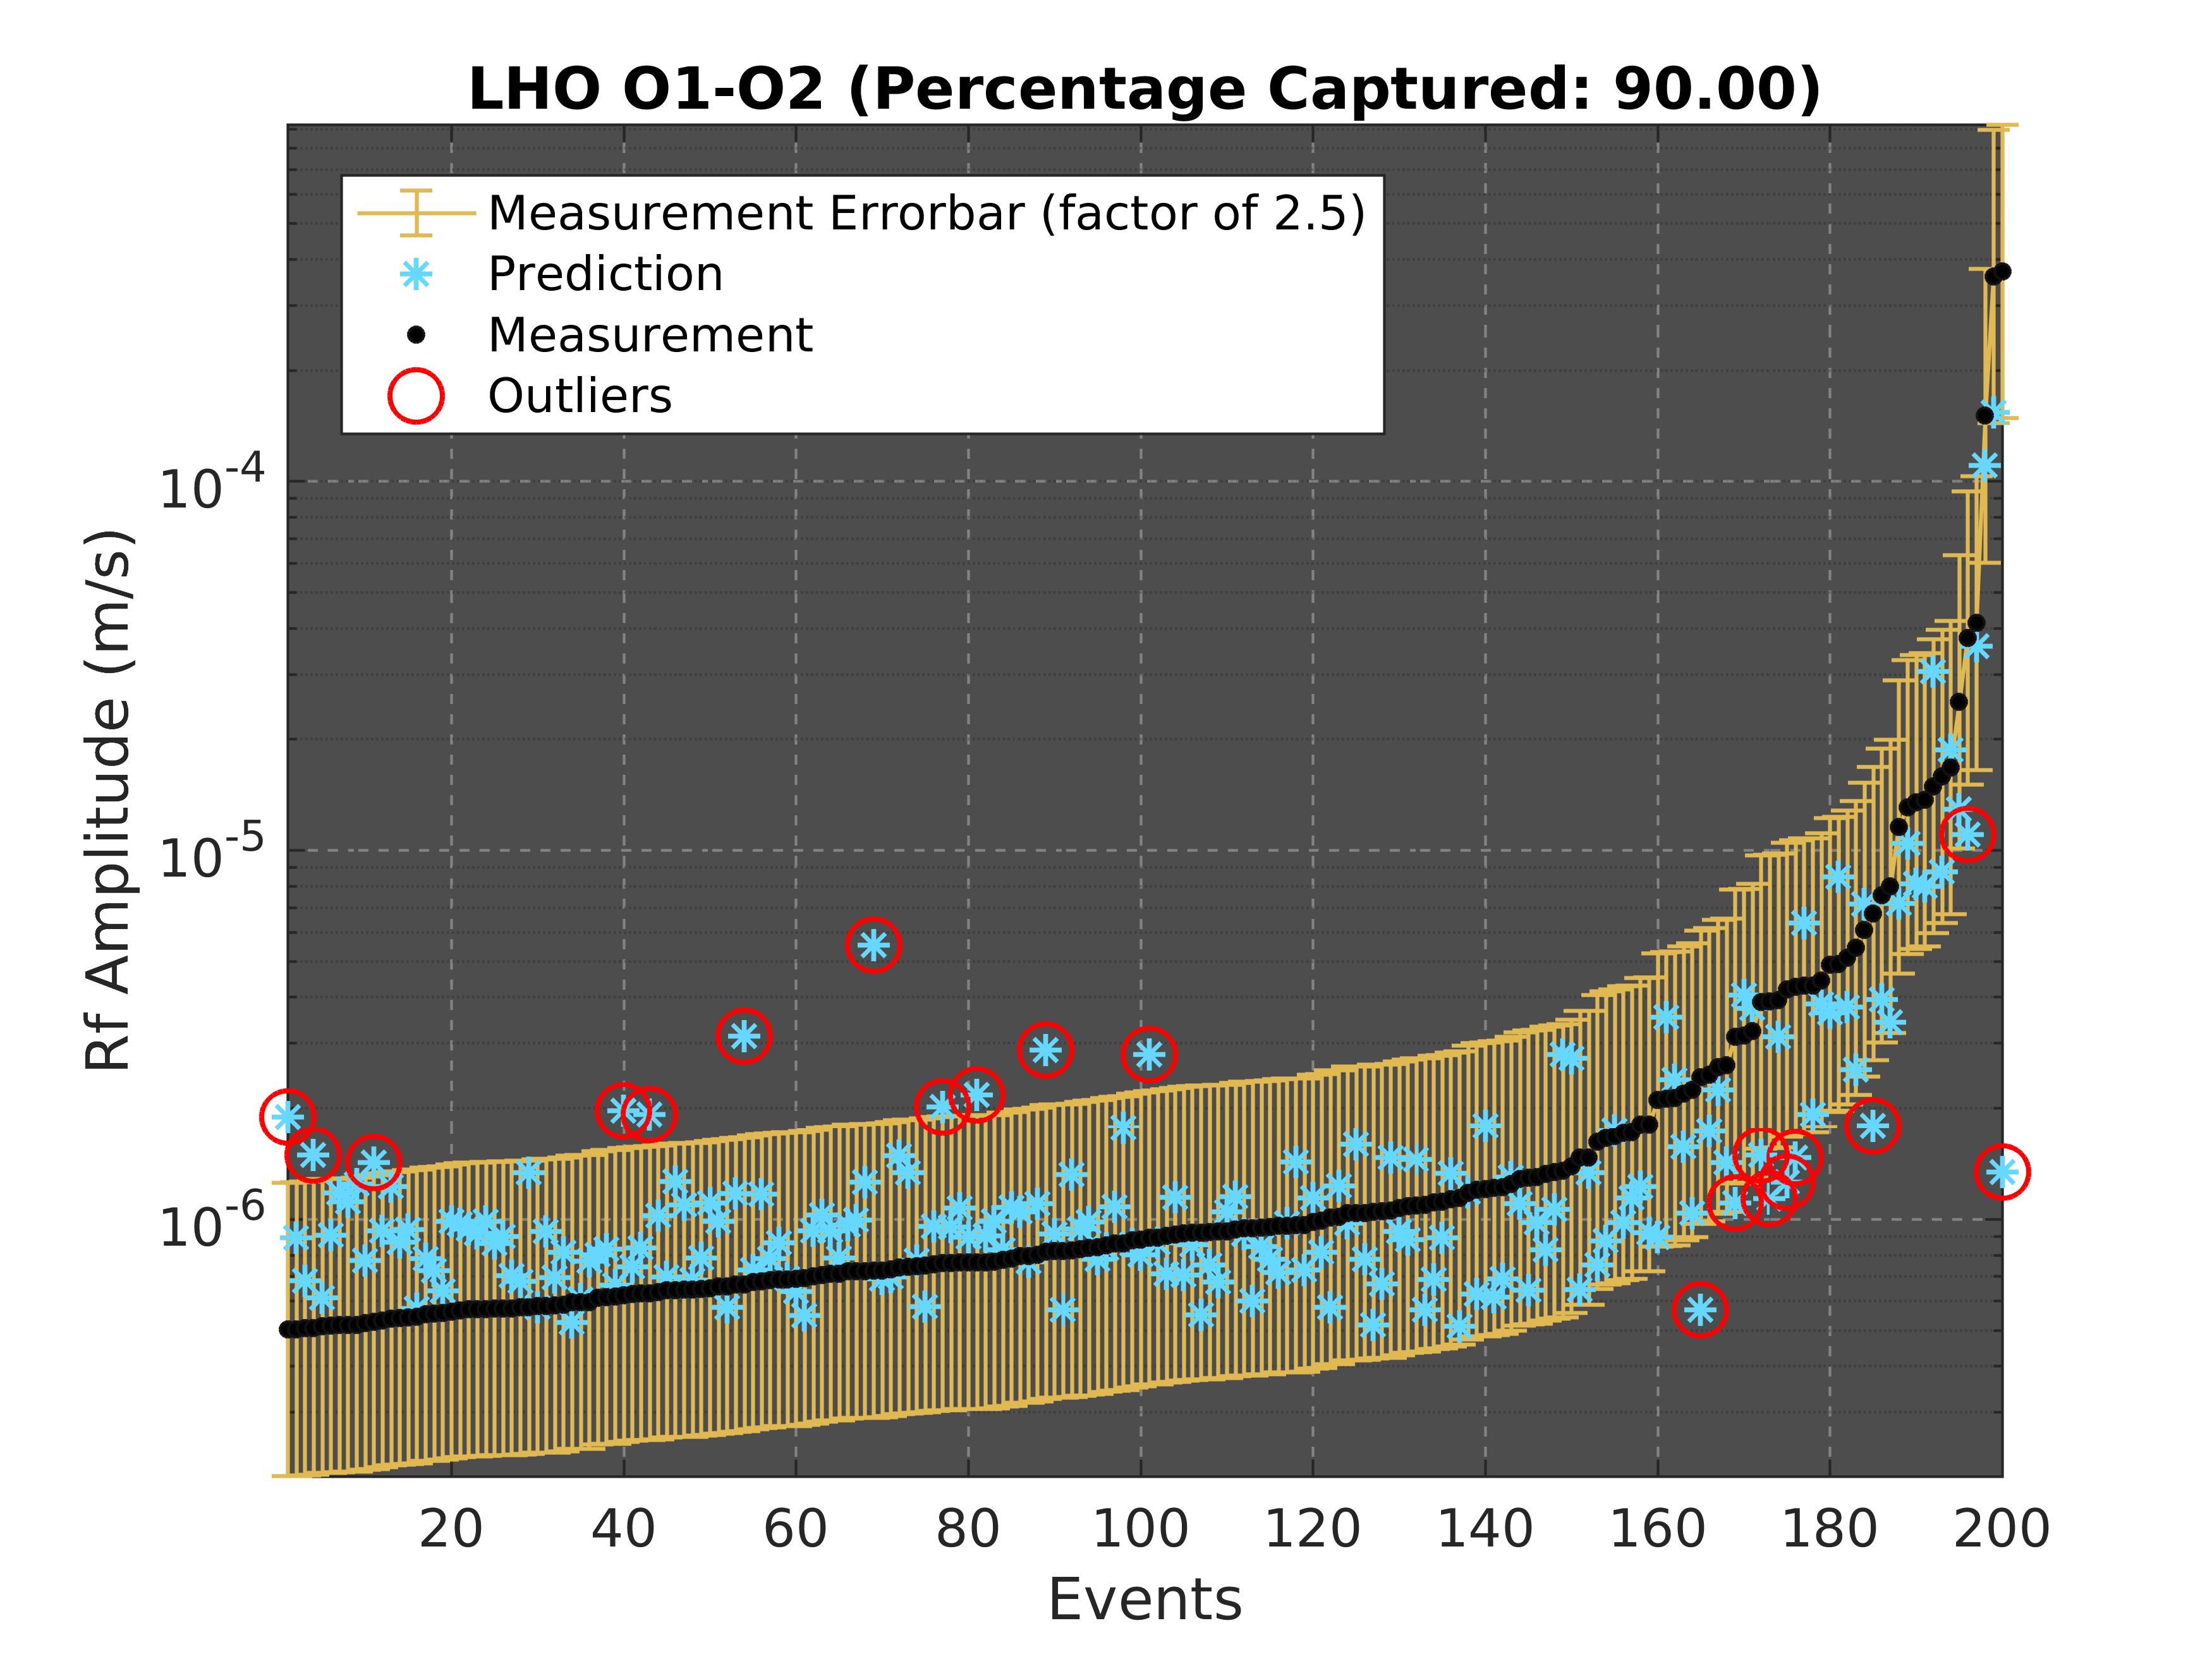 LHO O1-O2 (Percentage Captured: 90.00)
Measurement Errorbar (factor of 2.5)
Prediction
Measurement
Outliers
10^-4
10^-5
10^-6
Rf Amplitude (m/s)
20 40 60 80 100 120 140 160 180 200
Events